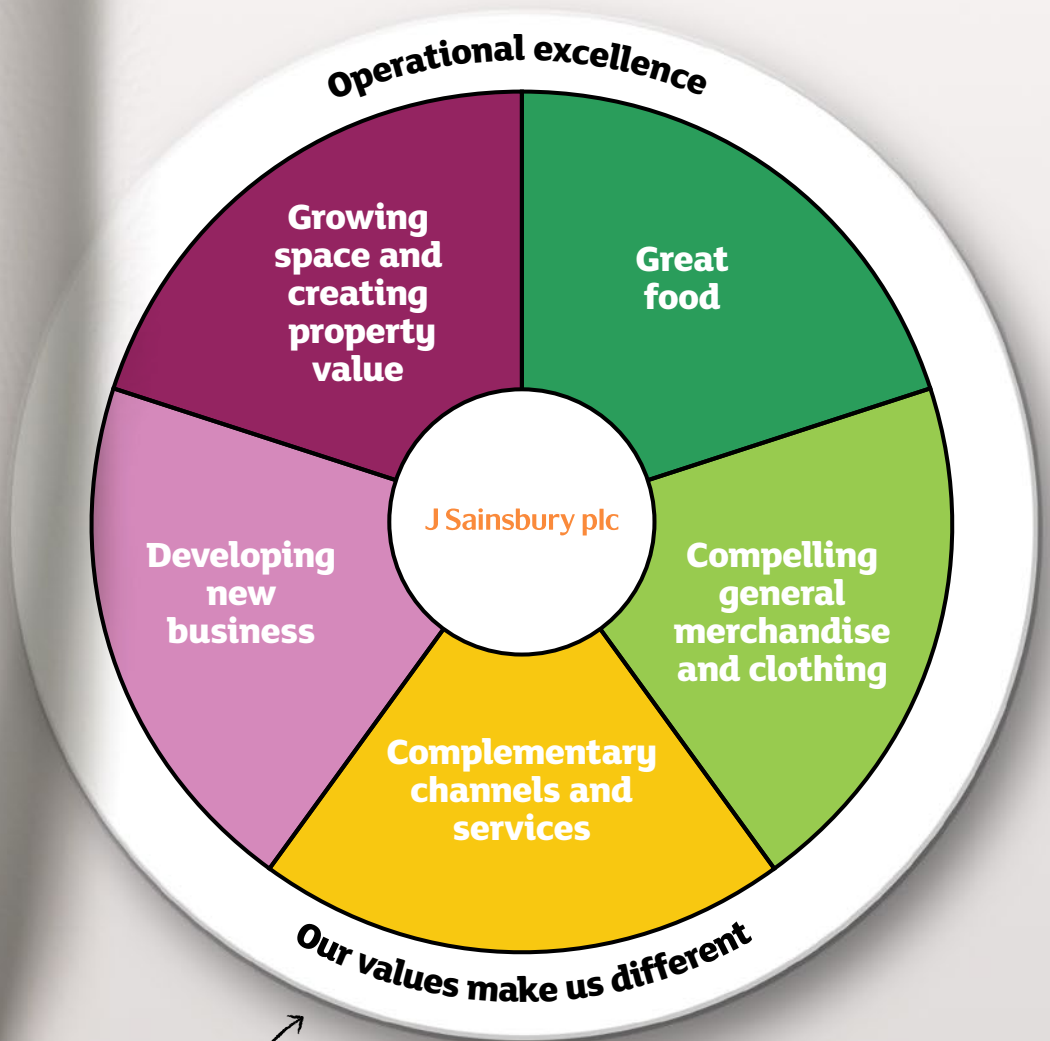 Operational excellence
Growing
space and
creating
property
value
Great
food
J Sainsbury plc
Developing
new
business
Compelling
general
merchandise
and clothing
Complementary
channels and
services
Our values make us different